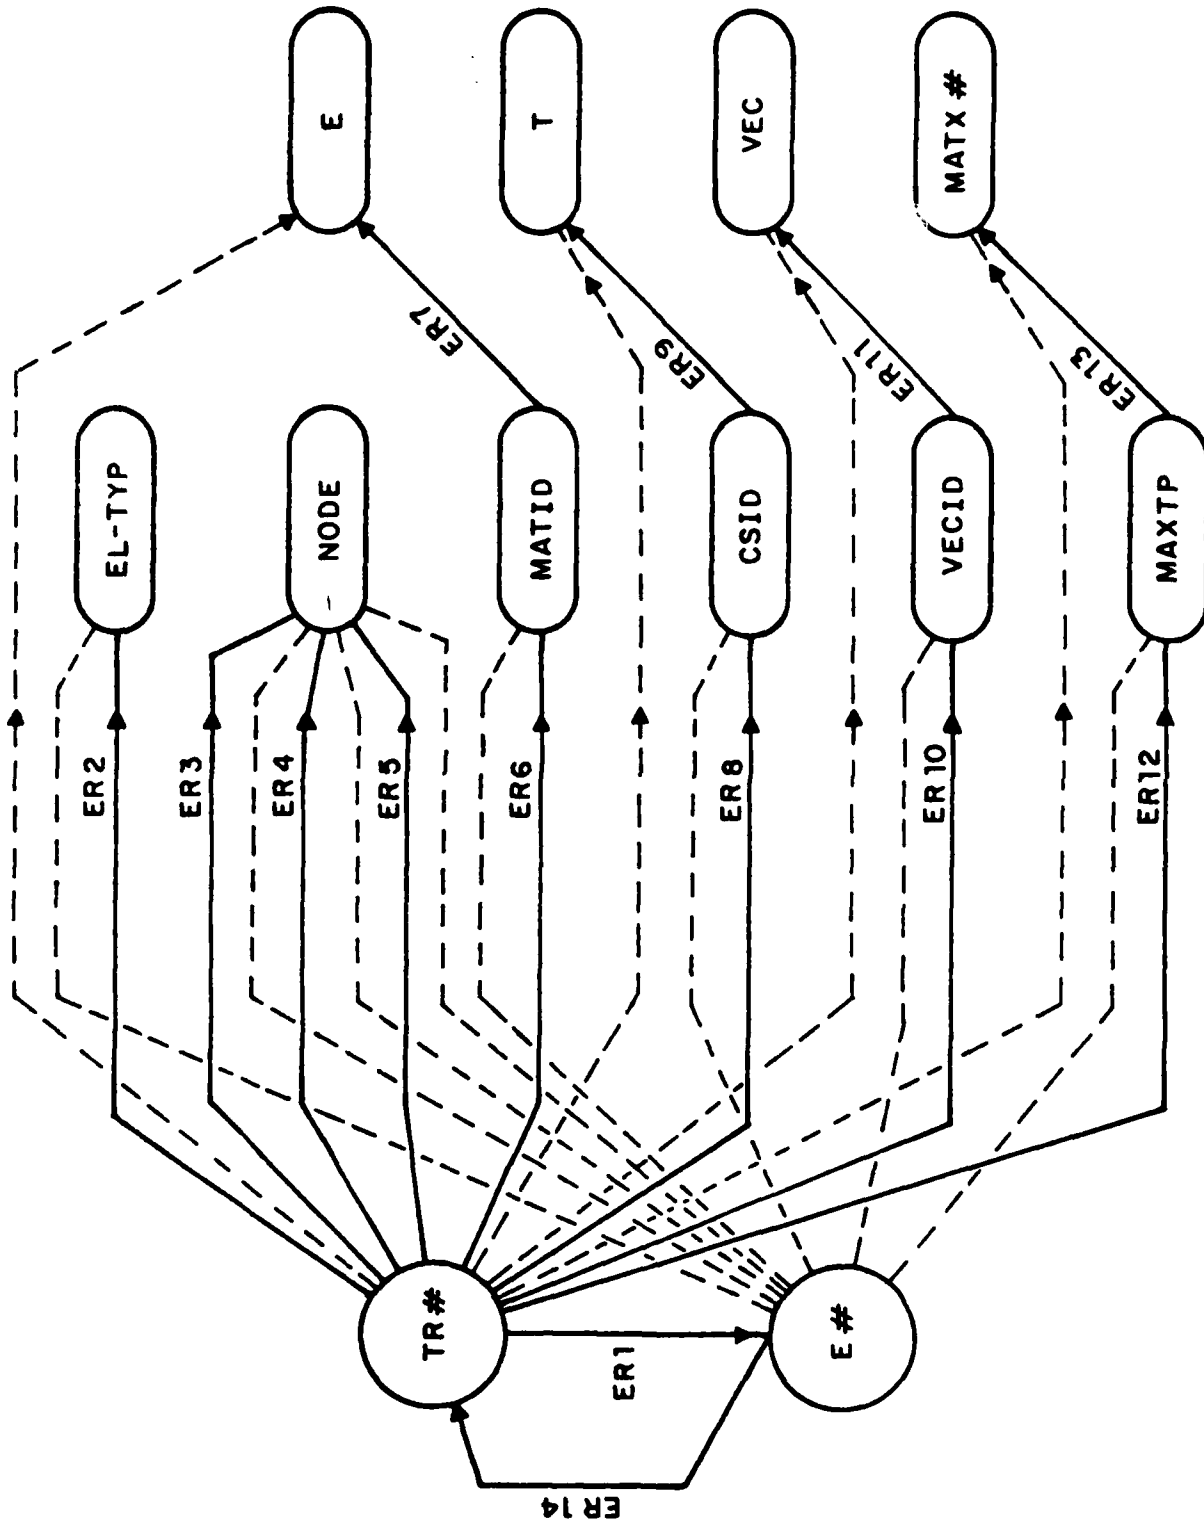 E
T
VEC
MATX #
ER7
ER9
ER11
ER13
EL-TYP
NODE
MATID
CSID
VECID
MAXTP
ER2
ER3
ER4
ER5
ER6
ER8
ER10
ER12
TR#
ER1
E#
ER14